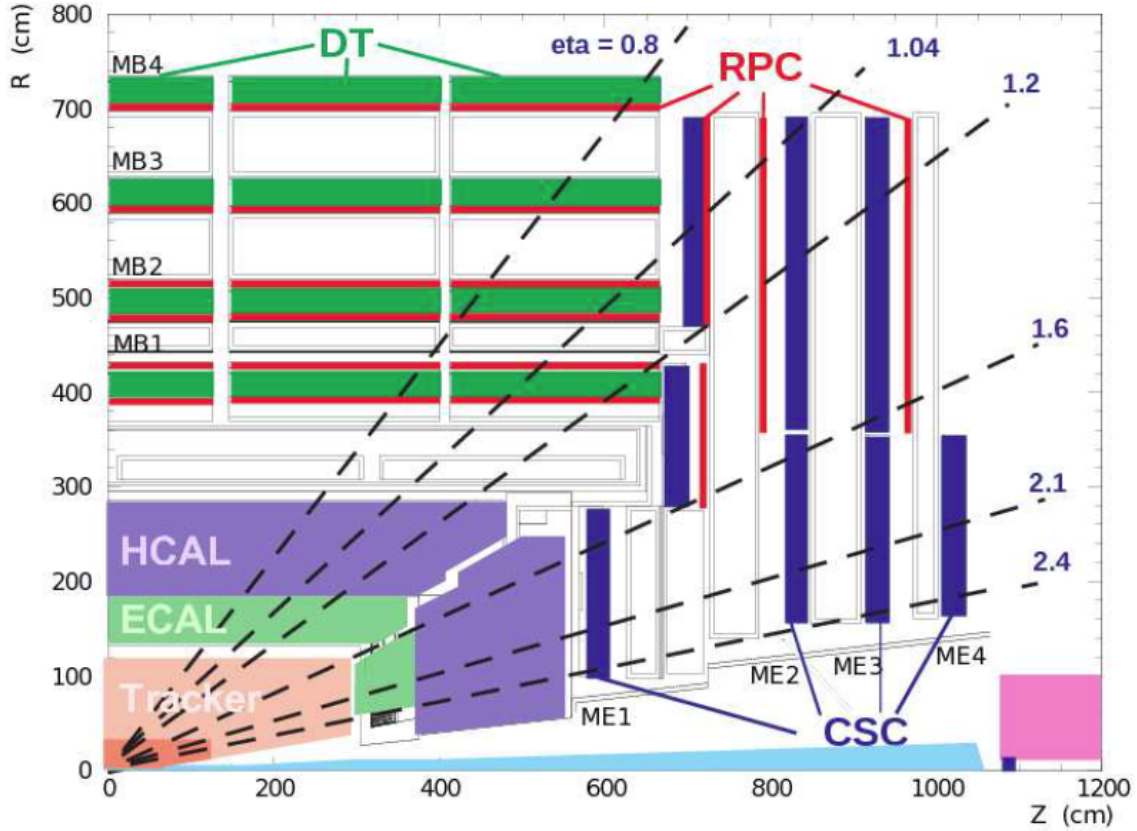 800
R (cm)
DT
eta = 0.8
1.04
MB4
RPC
1.2
700
MB3
600
MB2
500
MB1
1.6
400
300
2.1
HCAL
2.4
200
ECAL
ME4
ME3
ME2
100
Tracker
ME1
CSC
0
0
200
400
600
800
1000
1200
Z (cm)